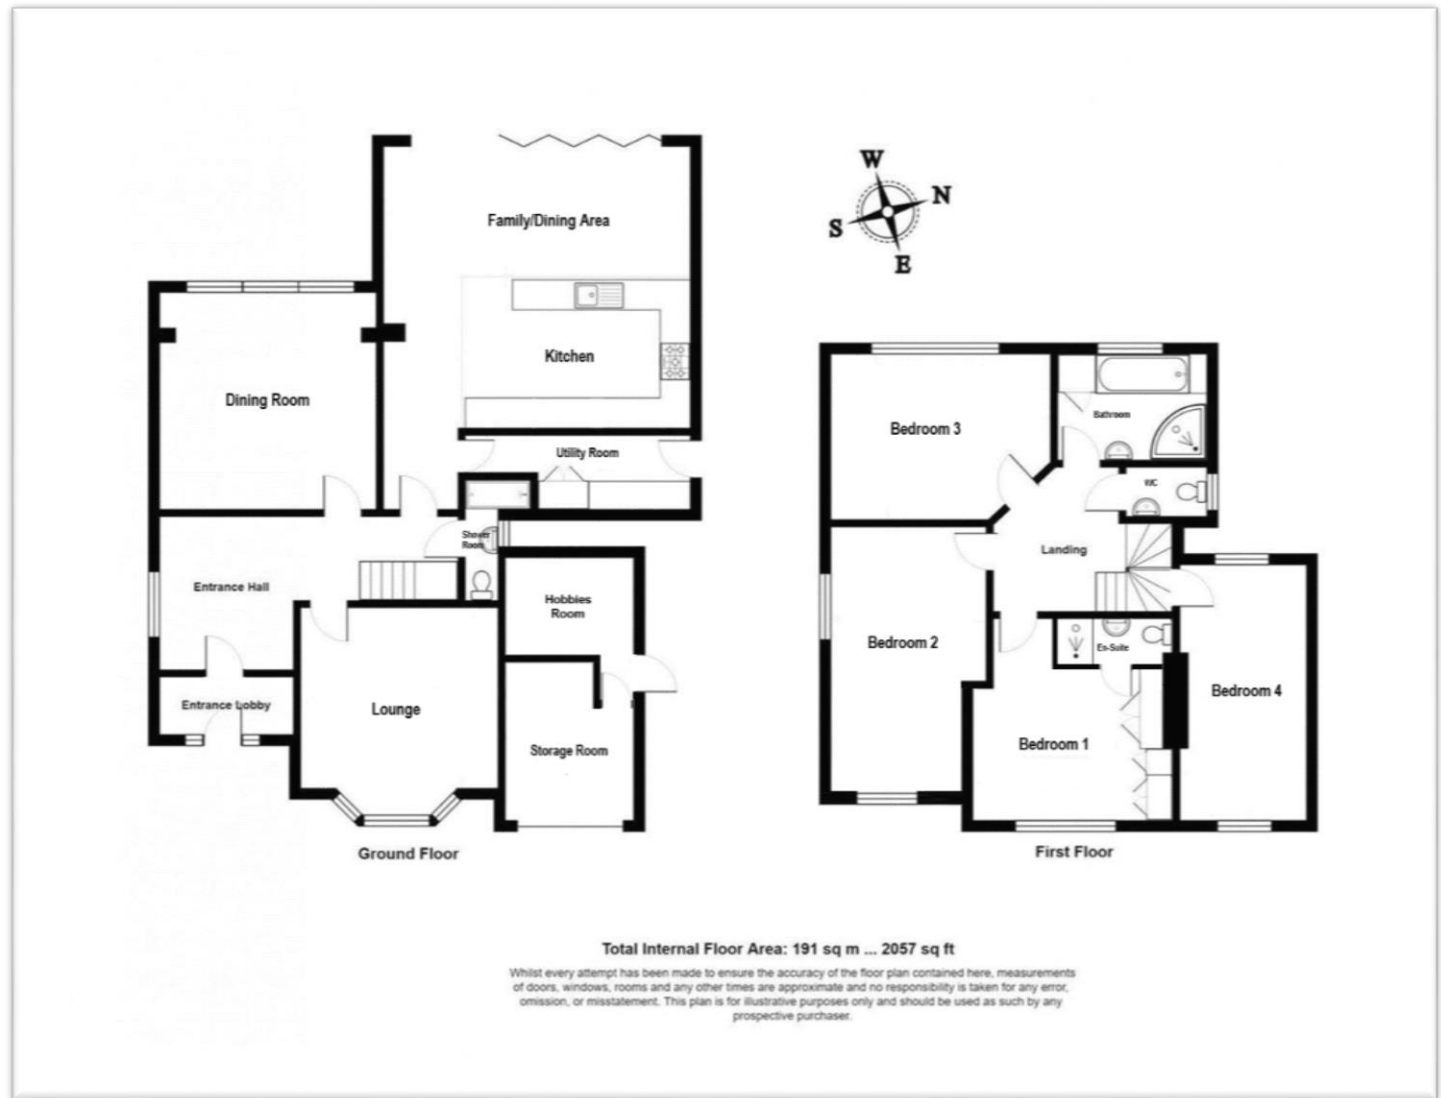 Family/Dining Area
Kitchen
Dining Room
Utility Room
Shower
Room
Entrance Hall
Hobbies
Room
Entrance Lobby
Lounge
Storage Room
Ground Floor
W
N
S
E
Bedroom 3
Bathroom
WC
Landing
Bedroom 2
En-Suite
Bedroom 4
Bedroom 1
First Floor
Total Internal Floor Area: 191 sq m ... 2057 sq ft
Whilst every attempt has been made to ensure the accuracy of the floor plan contained here, measurements
of doors, windows, rooms and any other times are approximate and no responsibility is taken for any error,
omission, or misstatement. This plan is for illustrative purposes only and should be used as such by any
prospective purchaser.